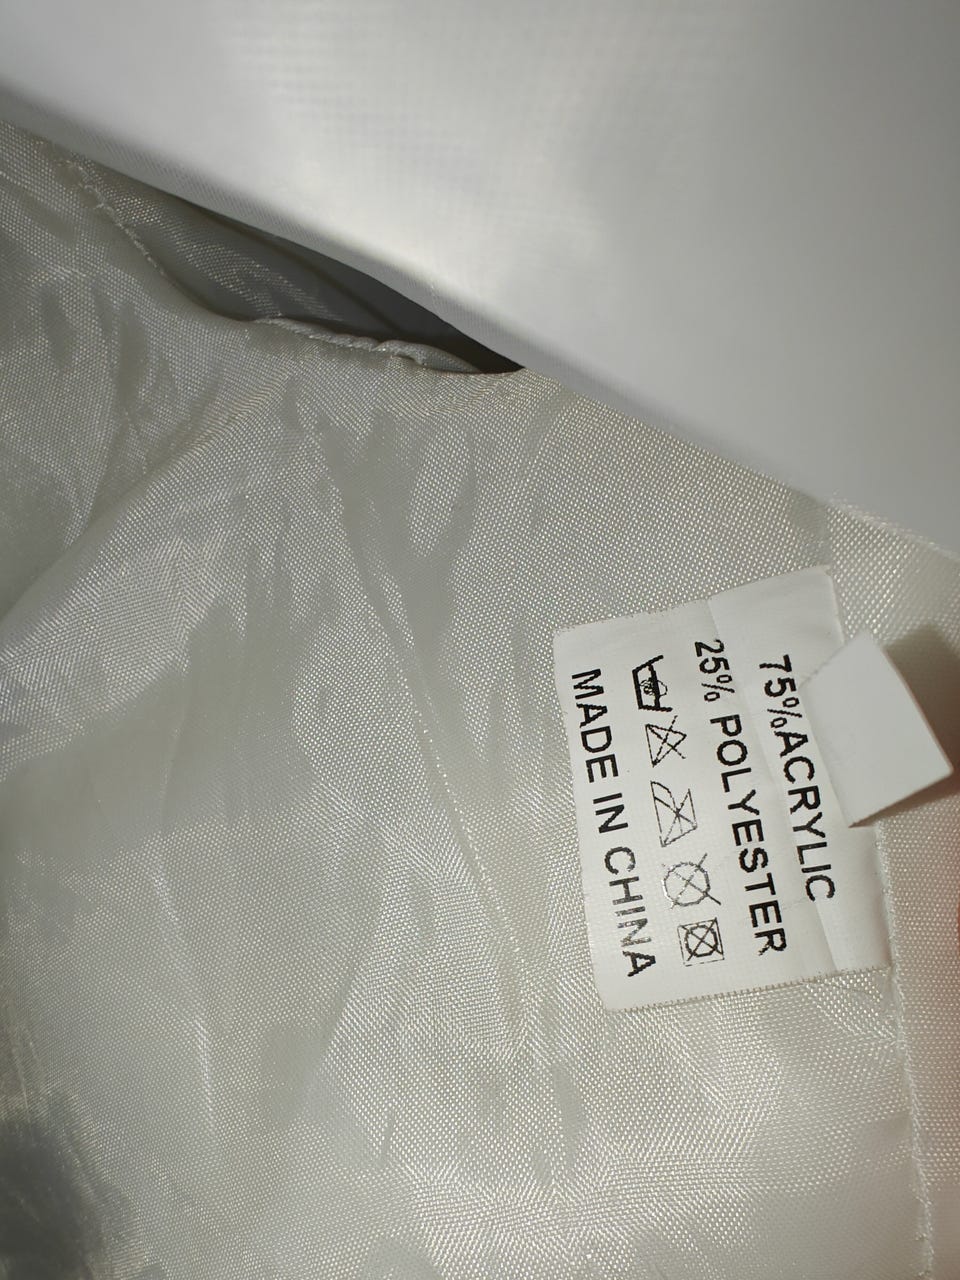 75%ACRYLIC
25% POLYESTER
MADE IN CHINA